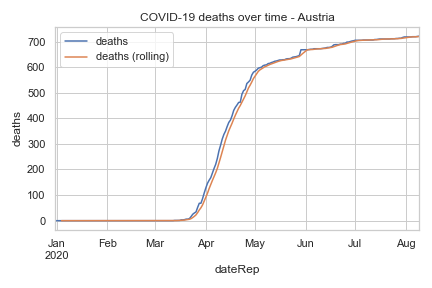 COVID-19 deaths over time - Austria
deaths
deaths (rolling)
700
600
500
400
300
200
100
0
deaths
Jan Feb Mar Apr May Jun Jul Aug
2020
dateRep